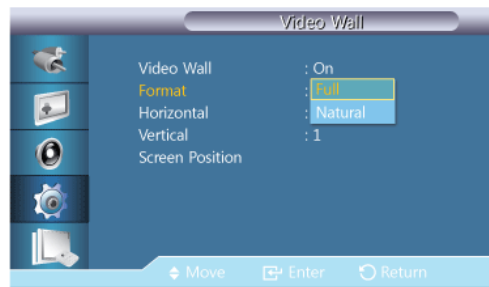 Video Wall
Video Wall : On
Format : Full
Natural
Horizontal :
Vertical : 1
Screen Position
Move Enter Return